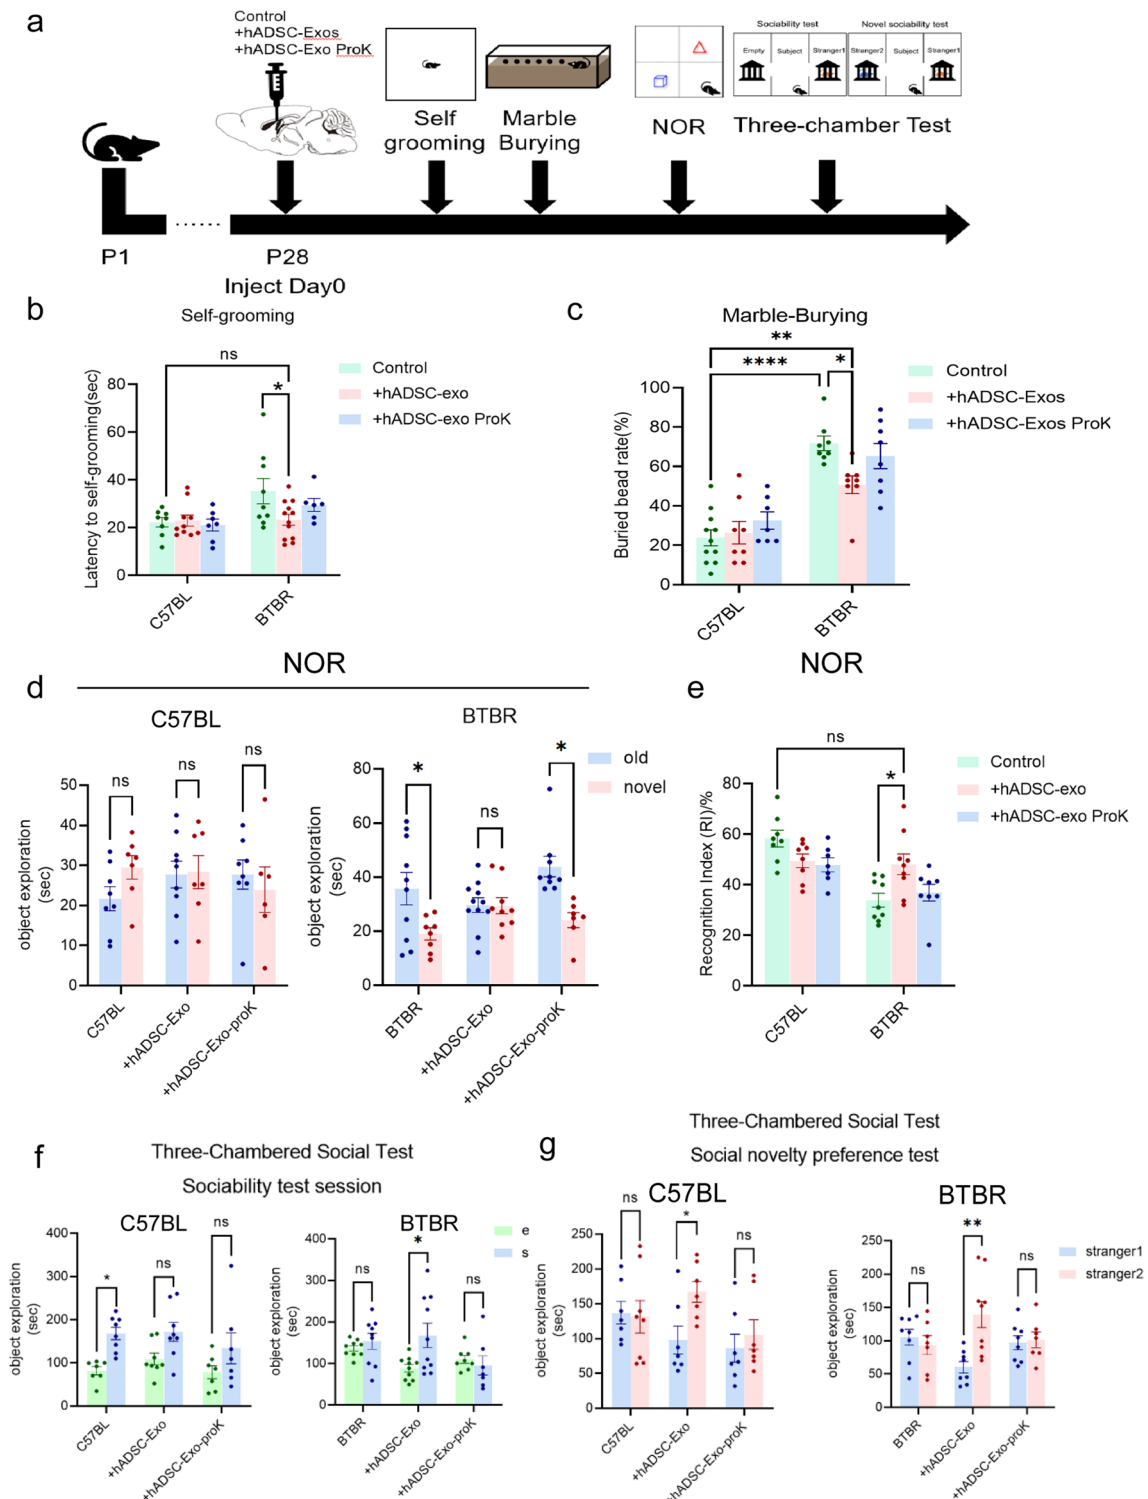 a
Control
+hADSC-Exos
+hADSC-Exo ProK
Sociability test
Novel sociability test
Empty
Subject
Stranger1
Stranger2
Subject
Stranger1
Self
grooming
Marble
Burying
NOR
Three-chamber Test
P1
P28
Inject Day0
b
Self-grooming
ns
*
Control
+hADSC-exo
+hADSC-exo ProK
Latency to self-grooming(sec)
80
60
40
20
0
C57BL
BTBR
c
Marble-Burying
**
****
*
Control
+hADSC-Exos
+hADSC-Exos ProK
Buried bead rate(%)
100
80
60
40
20
0
C57BL
BTBR
NOR
d
C57BL
ns
ns
ns
object exploration
(sec)
50
40
30
20
10
0
C57BL
+hADSC-Exo
+hADSC-Exo-proK
BTBR
*
ns
*
old
novel
object exploration
(sec)
80
60
40
20
0
BTBR
+hADSC-Exo
+hADSC-Exo-proK
NOR
e
ns
*
Control
+hADSC-exo
+hADSC-exo ProK
Recognition Index (RI)/%
80
60
40
20
0
C57BL
BTBR
f
Three-Chambered Social Test
Sociability test session
C57BL
*
ns
ns
object exploration
(sec)
400
300
200
100
0
C57BL
+hADSC-Exo
+hADSC-Exo-proK
BTBR
ns
*
ns
e
s
object exploration
(sec)
400
300
200
100
0
BTBR
+hADSC-Exo
+hADSC-Exo-proK
g
Three-Chambered Social Test
Social novelty preference test
C57BL
ns
*
ns
object exploration
(sec)
250
200
150
100
50
0
C57BL
+hADSC-Exo
+hADSC-Exo-proK
BTBR
ns
**
ns
stranger1
stranger2
object exploration
(sec)
250
200
150
100
50
0
BTBR
+hADSC-Exo
+hADSC-Exo-proK